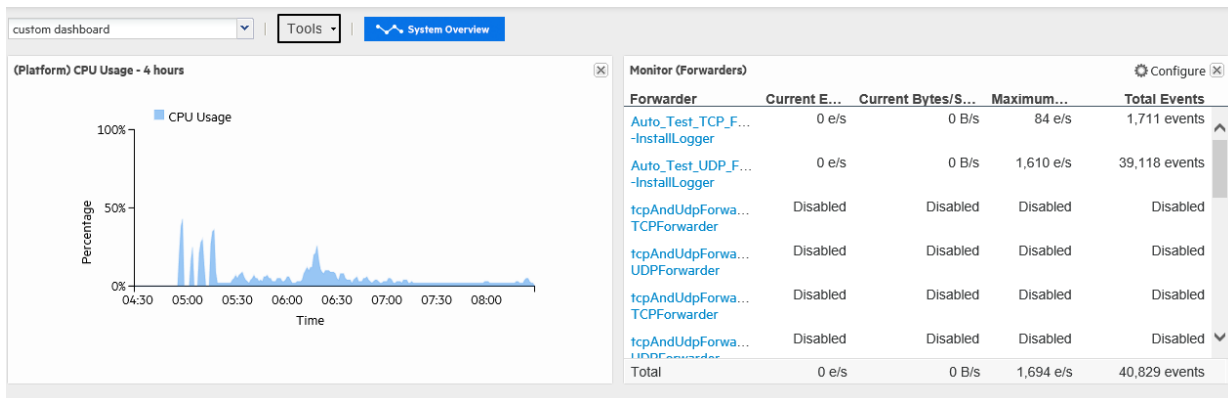 custom dashboard
Tools
System Overview
(Platform) CPU Usage - 4 hours
CPU Usage
100%
50%
0%
Percentage
04:30 05:00 05:30 06:00 06:30 07:00 07:30 08:00
Time
Monitor (Forwarders)
Configure
Forwarder Current E... Current Bytes/S... Maximum... Total Events
Auto_Test_TCP_F... 0 e/s 0 B/s 84 e/s 1,711 events
-InstallLogger
Auto_Test_UDP_F... 0 e/s 0 B/s 1,610 e/s 39,118 events
-InstallLogger
tcpAndUdpForwa... Disabled Disabled Disabled Disabled
TCPForwarder
tcpAndUdpForwa... Disabled Disabled Disabled Disabled
UDPForwarder
tcpAndUdpForwa... Disabled Disabled Disabled Disabled
TCPForwarder
tcpAndUdpForwa... Disabled Disabled Disabled Disabled
UDPForwarder
Total 0 e/s 0 B/s 1,694 e/s 40,829 events